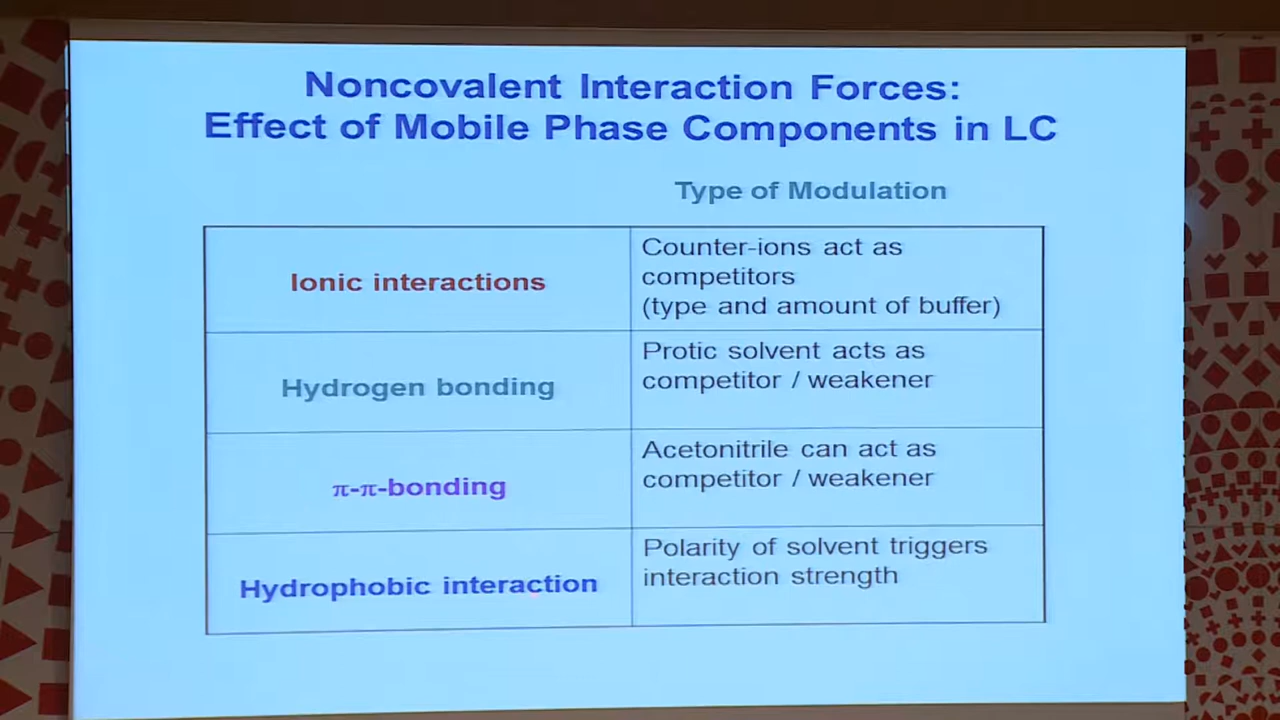 Noncovalent Interaction Forces:
Effect of Mobile Phase Components in LC
Type of Modulation
Ionic interactions
Counter-ions act as
competitors
(type and amount of buffer)
Hydrogen bonding
Protic solvent acts as
competitor / weakener
π-π-bonding
Acetonitrile can act as
competitor / weakener
Hydrophobic interaction
Polarity of solvent triggers
interaction strength